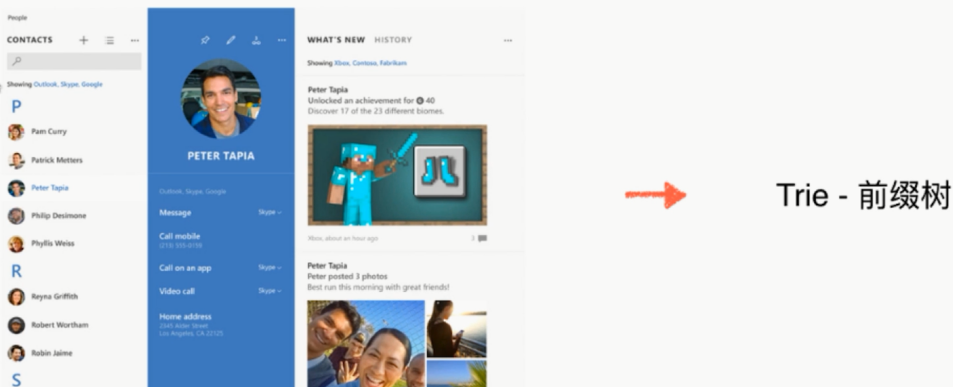 People
CONTACTS
Showing Outlook, Skype, Google
P
Pam Curry
Patrick Metters
Peter Tapia
Philip Desimone
Phyllis Weiss
R
Reyna Griffith
Robert Wortham
Robin Jaime
S
PETER TAPIA
Outlook, Skype, Google
Message Skype
Call mobile
(213) 555-0159
Call on an app Skype
Video call Skype
Home address
2345 Alder Street
Los Angeles, CA 22125
WHAT'S NEW HISTORY
Showing Xbox, Contoso, Fabrikam
Peter Tapia
Unlocked an achievement for G 40
Discover 17 of the 23 different biomes.
Xbox, about an hour ago
3
Peter Tapia
Peter posted 3 photos
Best run this morning with great friends!
Trie - 前缀树